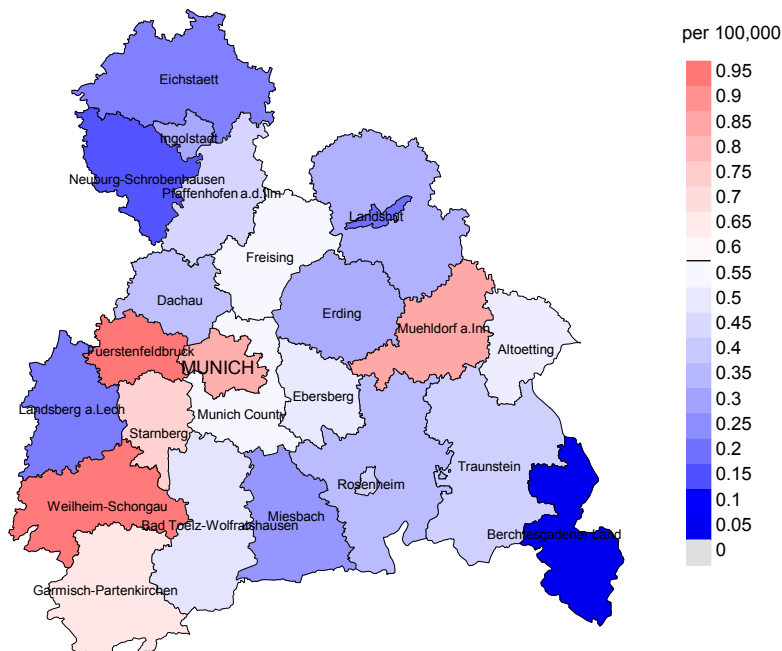 per 100,000
0.95
0.9
0.85
0.8
0.75
0.7
0.6
0.55
0.5
0.45
0.4
0.35
0.3
0.25
0.2
0.15
0.1
0.05
0
Eichstaett
Ingolstadt
Neuburg-Schrobenhausen
Pfaffenhofen a.d.Ilm
Landshut
Freising
Dachau
Erding
Muehldorf a.Inn
Altoetting
Fuerstenfeldbruck
MUNICH
Ebersberg
Landsberg a.Lech
Munich County
Starnberg
Traunstein
Rosenheim
Weilheim-Schongau
Miesbach
Bad Toelz-Wolfratshausen
Berchtesgadener Land
Garmisch-Partenkirchen